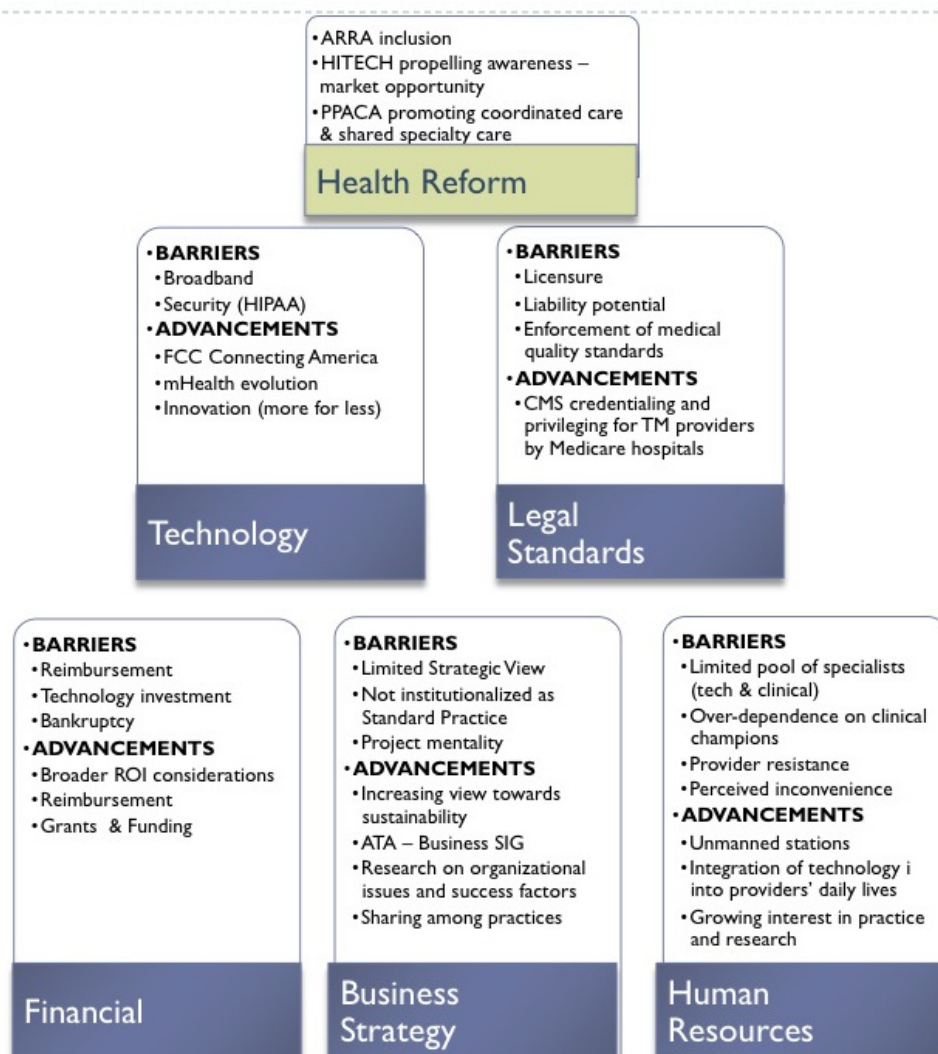 •ARRA inclusion
•HITECH propelling awareness –
market opportunity
•PPACA promoting coordinated care
& shared specialty care
Health Reform
•BARRIERS
•Broadband
•Security (HIPAA)
•ADVANCEMENTS
•FCC Connecting America
•mHealth evolution
•Innovation (more for less)
Technology
•BARRIERS
•Licensure
•Liability potential
•Enforcement of medical
quality standards
•ADVANCEMENTS
•CMS credentialing and
privileging for TM providers
by Medicare hospitals
Legal
Standards
•BARRIERS
•Reimbursement
•Technology investment
•Bankruptcy
•ADVANCEMENTS
•Broader ROI considerations
•Reimbursement
•Grants & Funding
Financial
•BARRIERS
•Limited Strategic View
•Not institutionalized as
Standard Practice
•Project mentality
•ADVANCEMENTS
•Increasing view towards
sustainability
•ATA – Business SIG
•Research on organizational
issues and success factors
•Sharing among practices
Business
Strategy
•BARRIERS
•Limited pool of specialists
(tech & clinical)
•Over-dependence on clinical
champions
•Provider resistance
•Perceived inconvenience
•ADVANCEMENTS
•Unmanned stations
•Integration of technology i
into providers’ daily lives
•Growing interest in practice
and research
Human
Resources